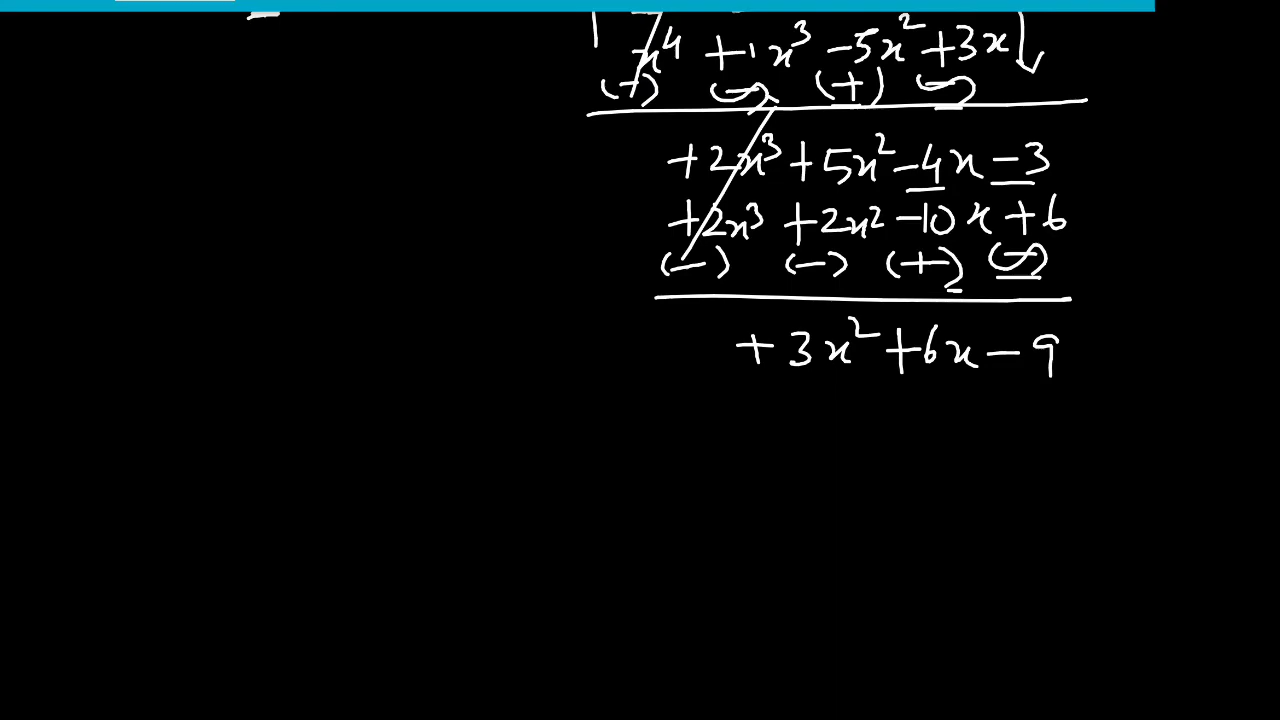 x⁴ +1x³ -5x² +3x
(+) (-) (+) (-)
+2x³ +5x² -4x -3
+2x³ +2x² -10x +6
(-) (-) (+) (-)
+3x² +6x -9